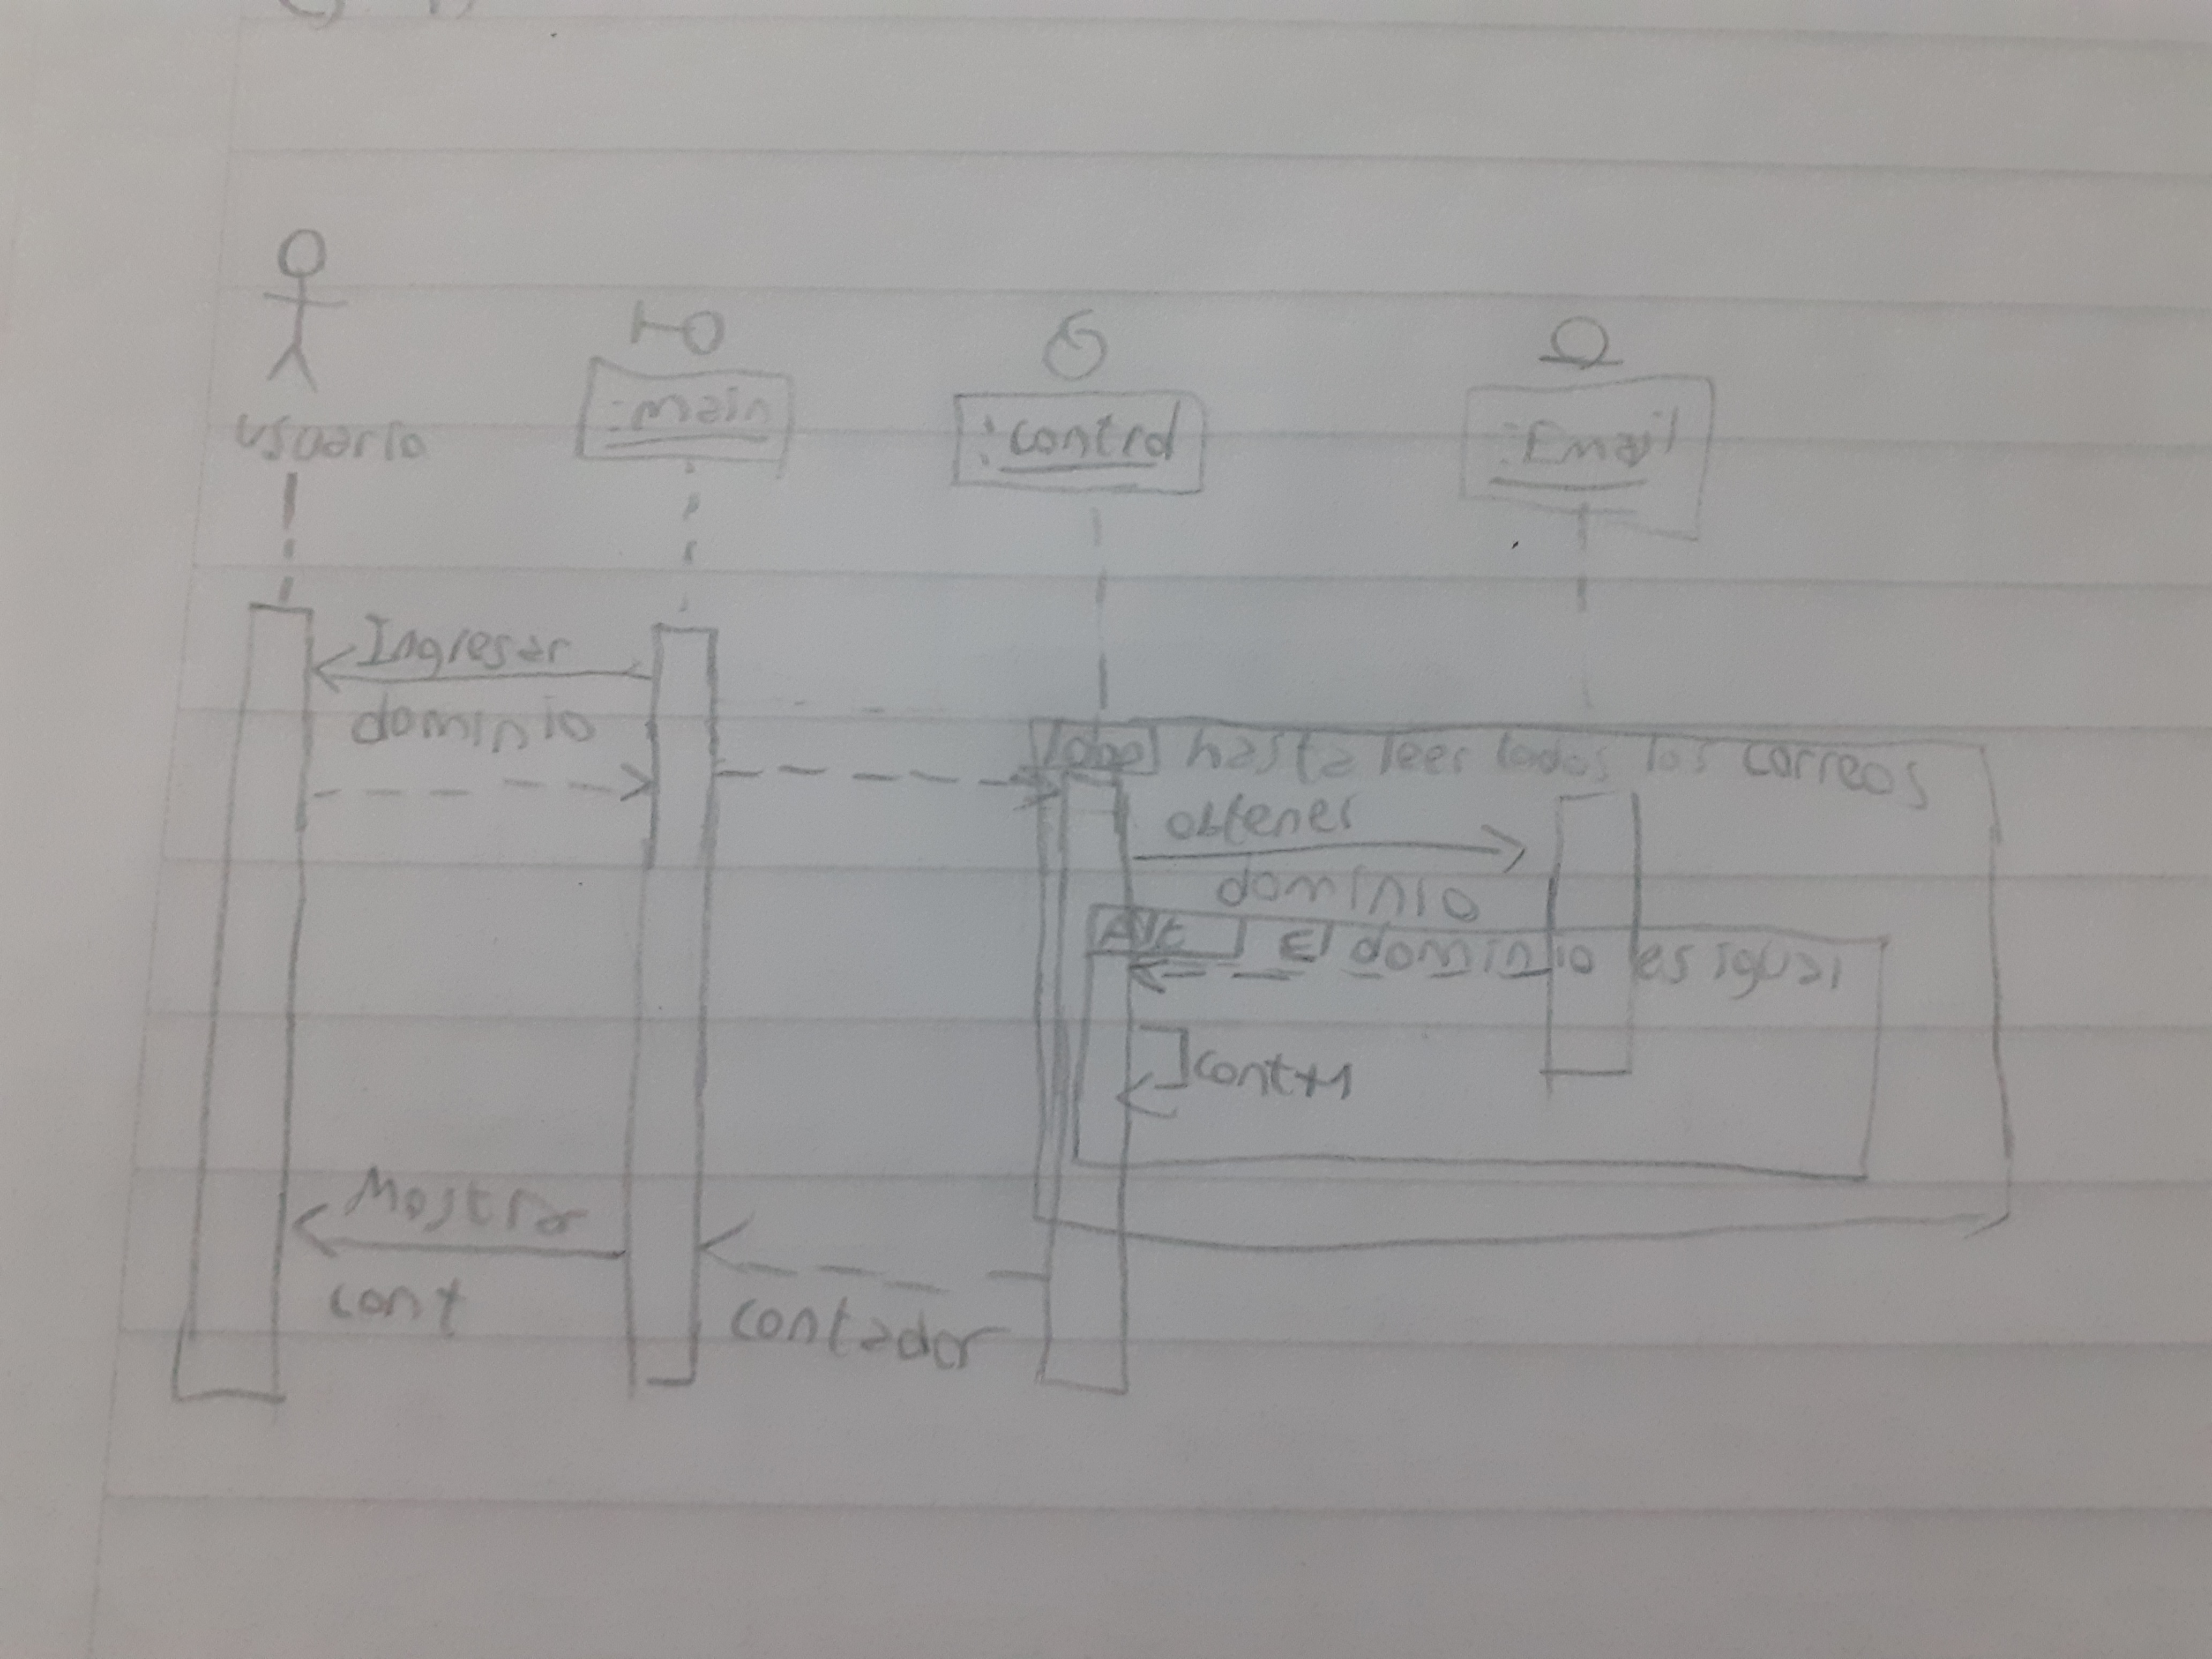 usuario
:main
:control
:Email
Ingresar
dominio
loop hasta leer todos los correos
obtener
dominio
Alt El dominio es igual
cont+1
Mostrar
cont
contador